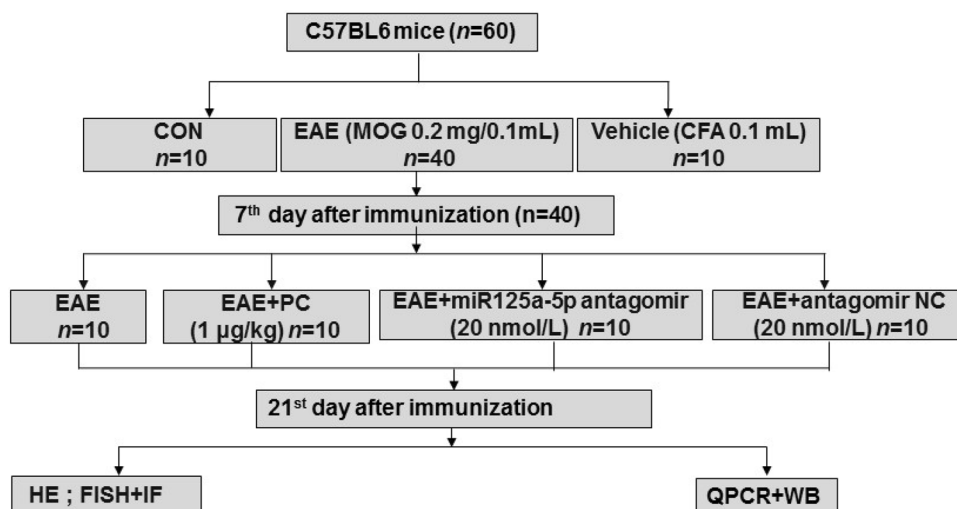 C57BL6 mice (n=60)
CON
n=10
EAE (MOG 0.2 mg/0.1mL)
n=40
Vehicle (CFA 0.1 mL)
n=10
7th day after immunization (n=40)
EAE
n=10
EAE+PC
(1 µg/kg) n=10
EAE+miR125a-5p antagomir
(20 nmol/L) n=10
EAE+antagomir NC
(20 nmol/L) n=10
21st day after immunization
HE ; FISH+IF
QPCR+WB